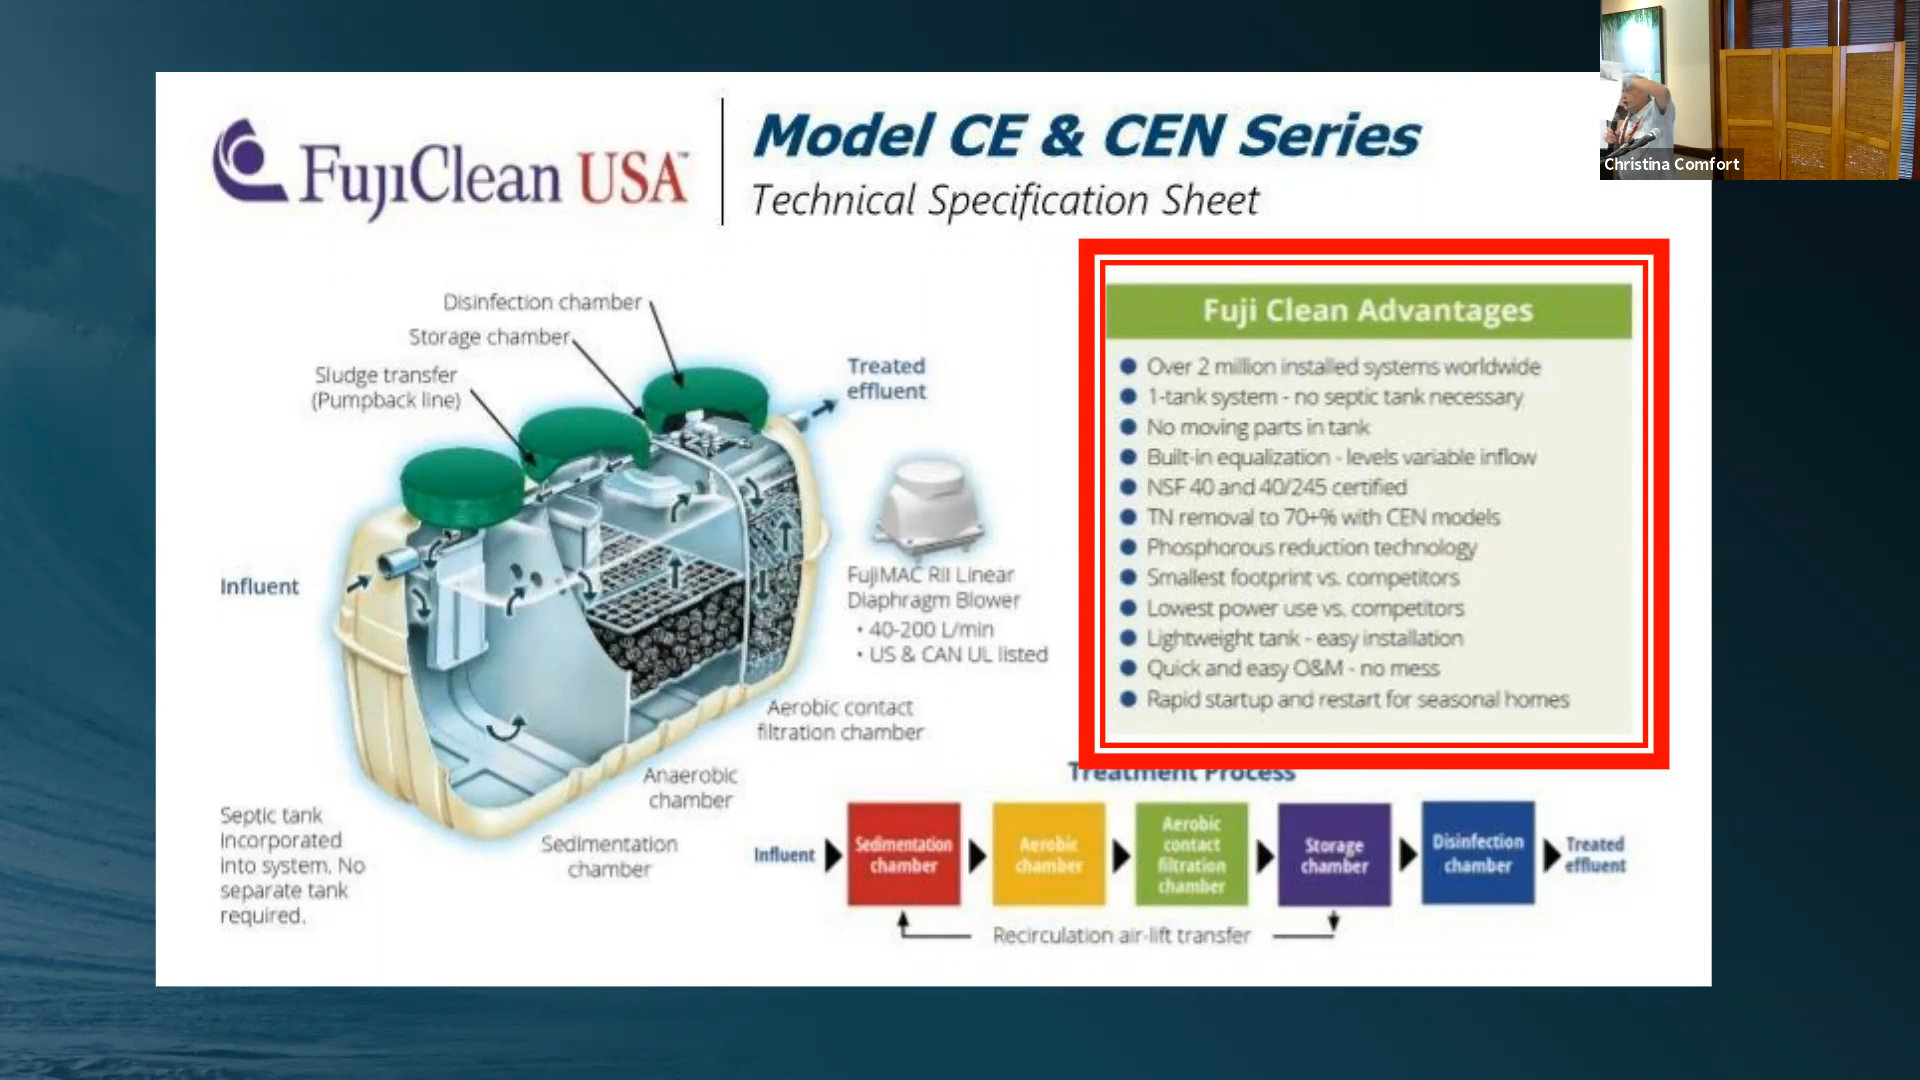 FujiClean USA™
Model CE & CEN Series
Technical Specification Sheet
Christina Comfort
Disinfection chamber
Storage chamber
Sludge transfer
(Pumpback line)
Treated
effluent
Influent
FujiMAC RII Linear
Diaphragm Blower
• 40-200 L/min
• US & CAN UL listed
Aerobic contact
filtration chamber
Anaerobic
chamber
Sedimentation
chamber
Septic tank
incorporated
into system. No
separate tank
required.
Fuji Clean Advantages
Over 2 million installed systems worldwide
1-tank system - no septic tank necessary
No moving parts in tank
Built-in equalization - levels variable inflow
NSF 40 and 40/245 certified
TN removal to 70+% with CEN models
Phosphorous reduction technology
Smallest footprint vs. competitors
Lowest power use vs. competitors
Lightweight tank - easy installation
Quick and easy O&M - no mess
Rapid startup and restart for seasonal homes
Treatment Process
Influent
Sedimentation
chamber
Aerobic
chamber
Aerobic
contact
filtration
chamber
Storage
chamber
Disinfection
chamber
Treated
effluent
Recirculation air-lift transfer